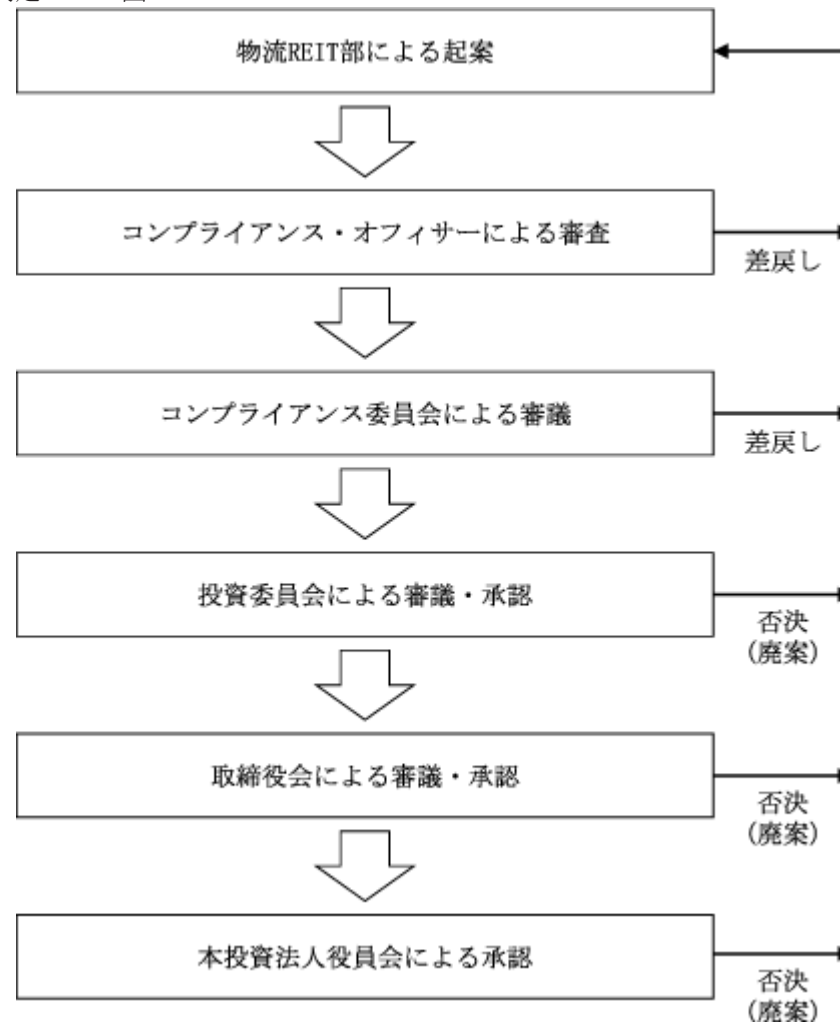 物流REIT部による起案
コンプライアンス・オフィサーによる審査
差戻し
コンプライアンス委員会による審議
差戻し
投資委員会による審議・承認
否決
(廃案)
取締役会による審議・承認
否決
(廃案)
本投資法人役員会による承認
否決
(廃案)